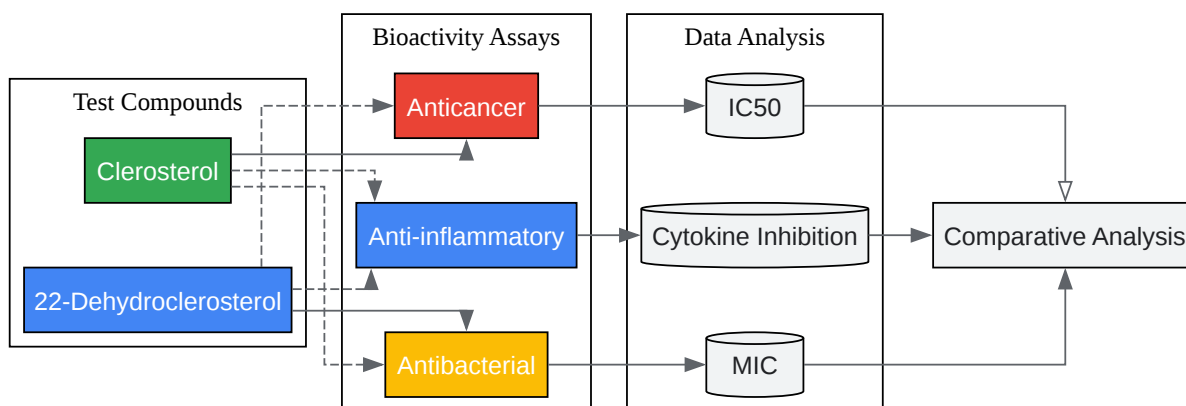 Test Compounds
Clerosterol
22-Dehydroclerosterol
Bioactivity Assays
Anticancer
Anti-inflammatory
Antibacterial
Data Analysis
IC50
Cytokine Inhibition
MIC
Comparative Analysis